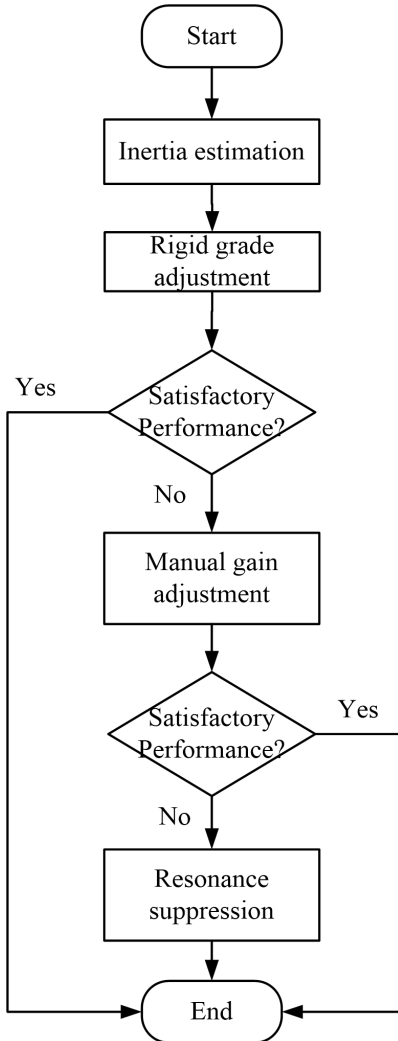 Start
Inertia estimation
Rigid grade
adjustment
Yes
Satisfactory
Performance?
No
Manual gain
adjustment
Satisfactory
Performance?
Yes
No
Resonance
suppression
End